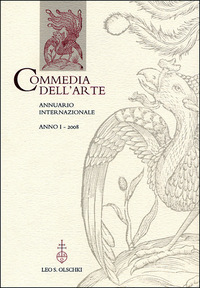 COMMEDIA
DELL'ARTE
ANNUARIO
INTERNAZIONALE
ANNO I - 2008
LEO S. OLSCHKI